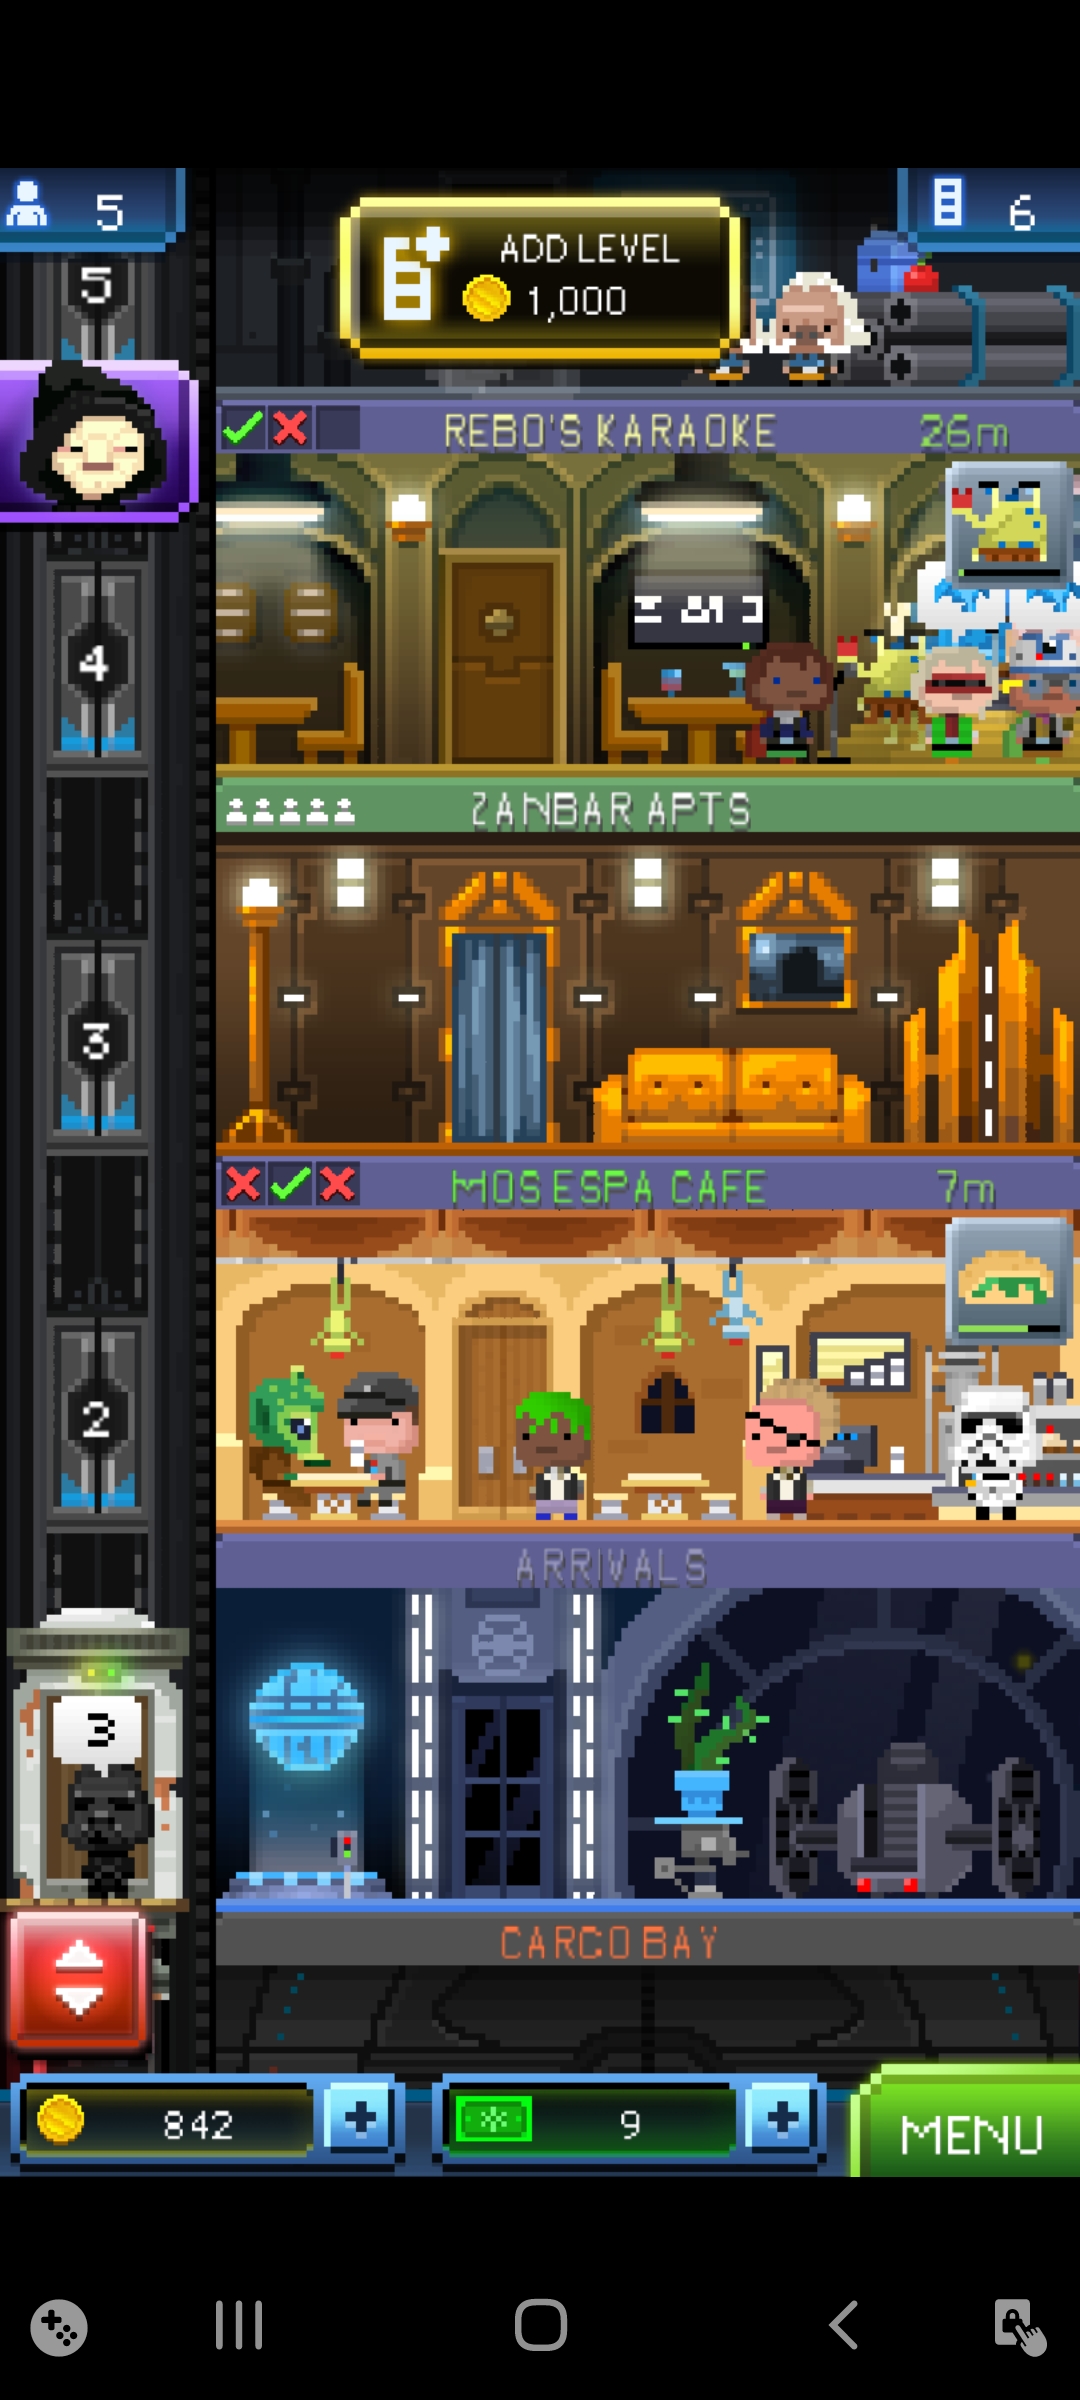 5
6
ADD LEVEL
1,000
5
REBO'S KARAOKE
26m
4
ZANBAR APTS
3
MOS ESPA CAFE
7m
2
ARRIVALS
3
CARGO BAY
842
9
MENU